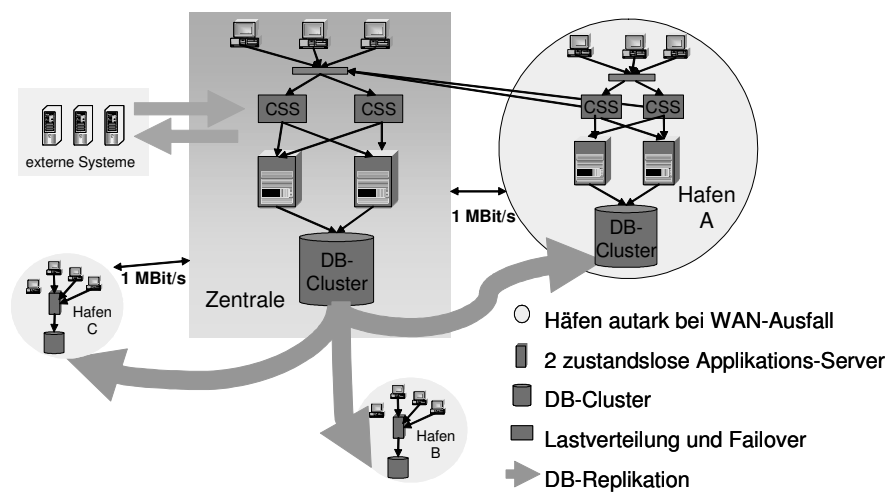 CSS
CSS
externe Systeme
DB-
Cluster
Zentrale
1 MBit/s
CSS
CSS
Hafen
A
DB-
Cluster
1 MBit/s
Hafen
C
Hafen
B
Häfen autark bei WAN-Ausfall
2 zustandslose Applikations-Server
DB-Cluster
Lastverteilung und Failover
DB-Replikation